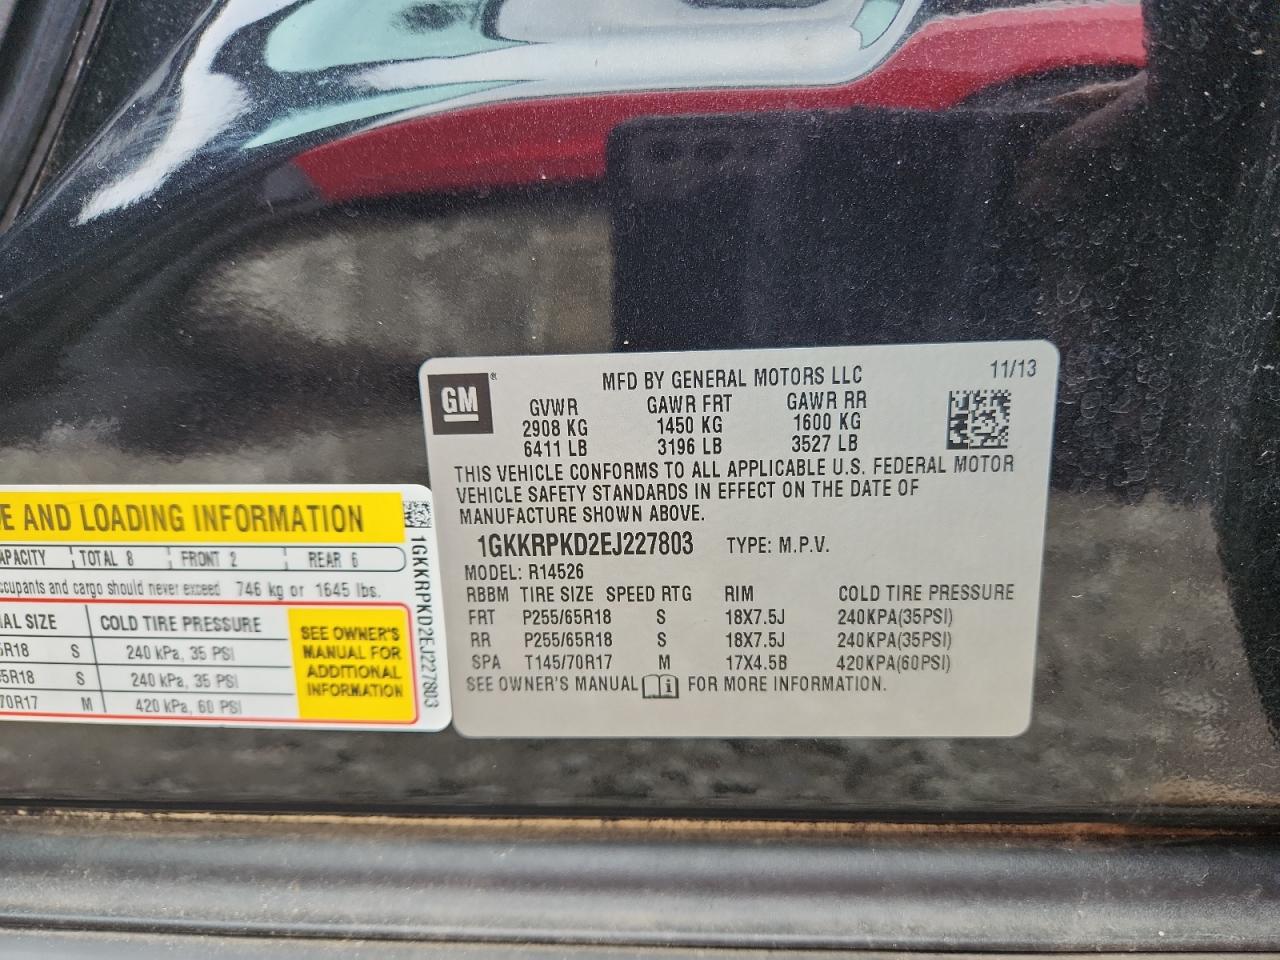 GM
®
MFD BY GENERAL MOTORS LLC
11/13
GVWR GAWR FRT GAWR RR
2908 KG 1450 KG 1600 KG
6411 LB 3196 LB 3527 LB
THIS VEHICLE CONFORMS TO ALL APPLICABLE U.S. FEDERAL MOTOR
VEHICLE SAFETY STANDARDS IN EFFECT ON THE DATE OF
MANUFACTURE SHOWN ABOVE.
1GKKRPKD2EJ227803 TYPE: M.P.V.
MODEL: R14526
RBBM TIRE SIZE SPEED RTG RIM COLD TIRE PRESSURE
FRT P255/65R18 S 18X7.5J 240KPA(35PSI)
RR P255/65R18 S 18X7.5J 240KPA(35PSI)
SPA T145/70R17 M 17X4.5B 420KPA(60PSI)
SEE OWNER'S MANUAL i FOR MORE INFORMATION.
E AND LOADING INFORMATION
APACITY TOTAL 8 FRONT 2 REAR 6
ccupants and cargo should never exceed 746 kg or 1645 lbs.
AL SIZE COLD TIRE PRESSURE
5R18 S 240 kPa, 35 PSI
65R18 S 240 kPa, 35 PSI
70R17 M 420 kPa, 60 PSI
SEE OWNER'S
MANUAL FOR
ADDITIONAL
INFORMATION
1GKKRPKD2EJ227803